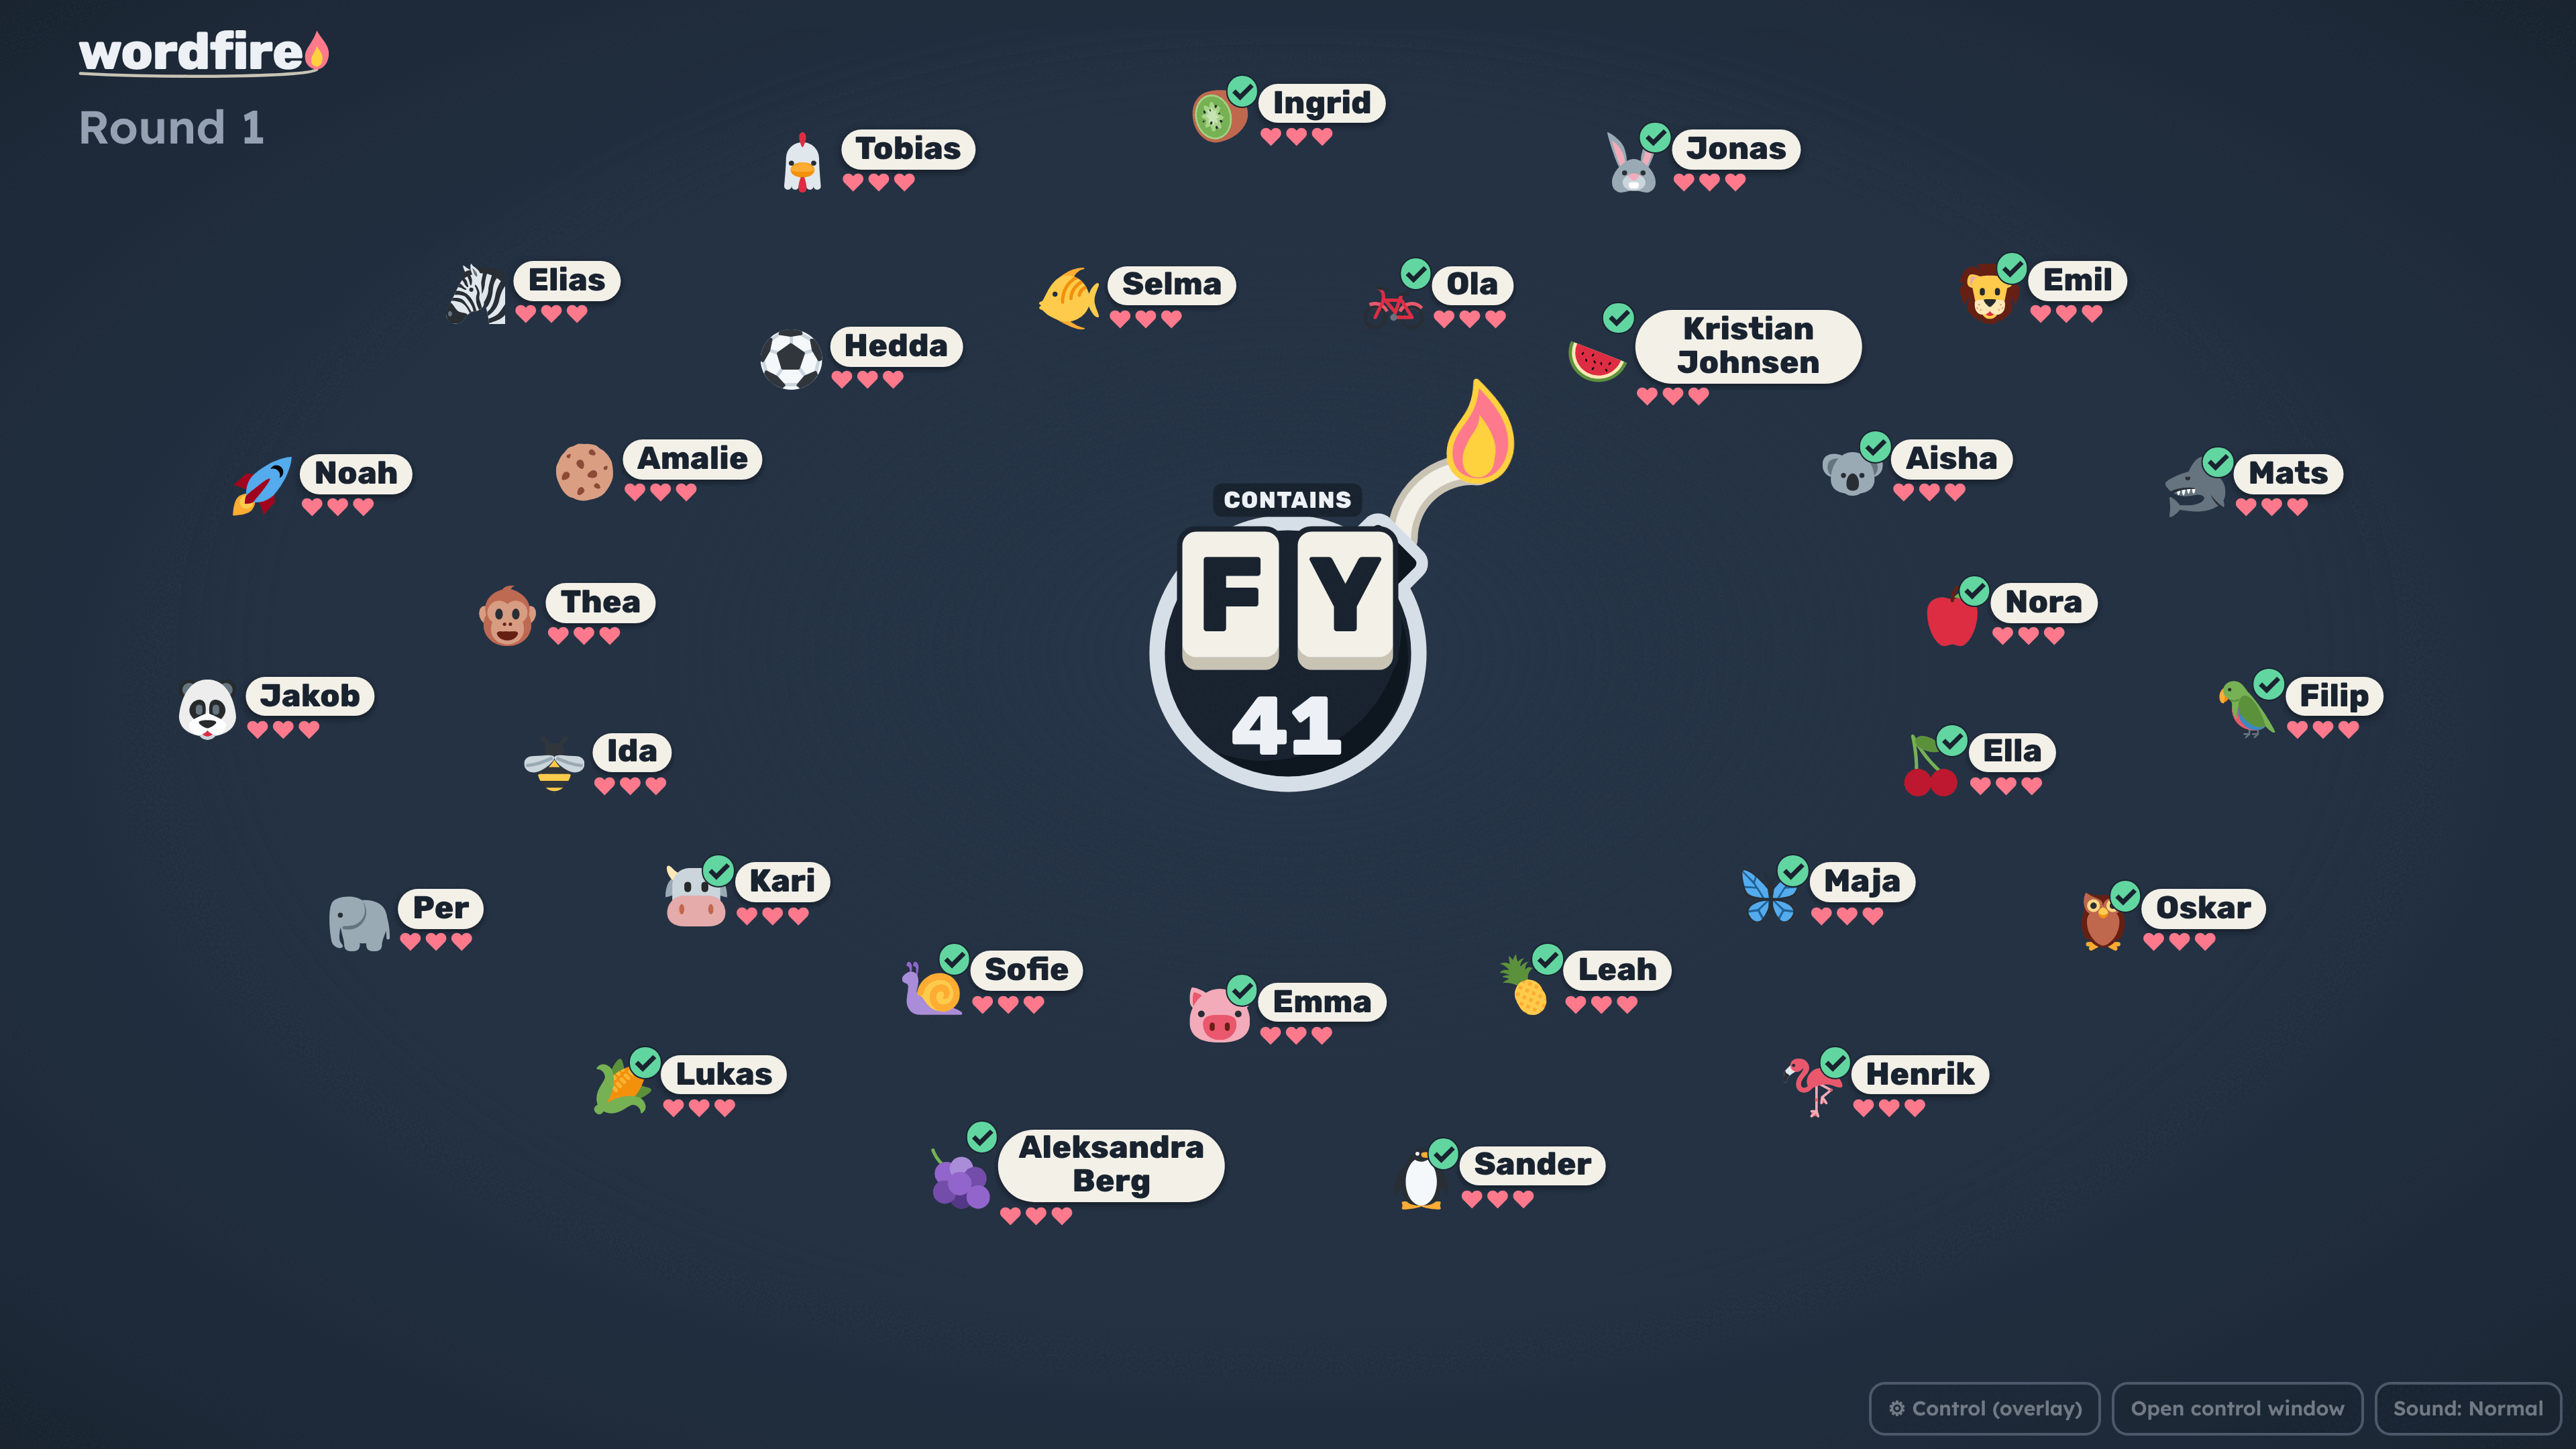 wordfire
Round 1
Ingrid
Tobias
Jonas
Elias
Selma
Ola
Emil
Kristian
Johnsen
Hedda
Noah
Amalie
Aisha
Mats
CONTAINS
F Y
41
Thea
Nora
Jakob
Filip
Ida
Ella
Per
Kari
Maja
Oskar
Sofie
Emma
Leah
Lukas
Henrik
Aleksandra
Berg
Sander
⚙ Control (overlay)
Open control window
Sound: Normal